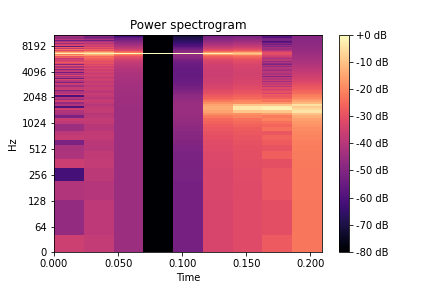 Power spectrogram
8192
4096
2048
1024
512
256
128
64
0
Hz
0.000 0.050 0.100 0.150 0.200
Time
+0 dB
-10 dB
-20 dB
-30 dB
-40 dB
-50 dB
-60 dB
-70 dB
-80 dB